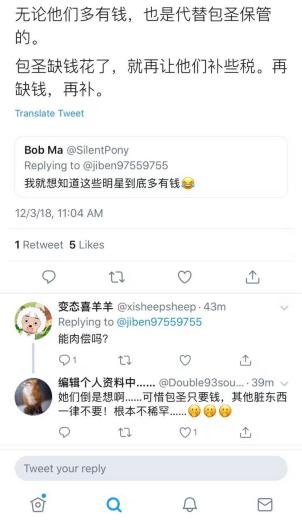 无论他们多有钱，也是代替包圣保管
的。
包圣缺钱花了，就再让他们补些税。再
缺钱，再补。
Translate Tweet
Bob Ma @SilentPony
Replying to @jiben97559755
我就想知道这些明星到底多有钱😂
12/3/18, 11:04 AM
1 Retweet 5 Likes
变态喜羊羊 @xisheepsheep · 43m
Replying to @jiben97559755
能肉偿吗？
1
编辑个人资料中…… @Double93sou... · 39m
她们倒是想啊……可惜包圣只要钱，其他脏东西
一律不要！根本不稀罕……🤭🤭🤭
1
Tweet your reply